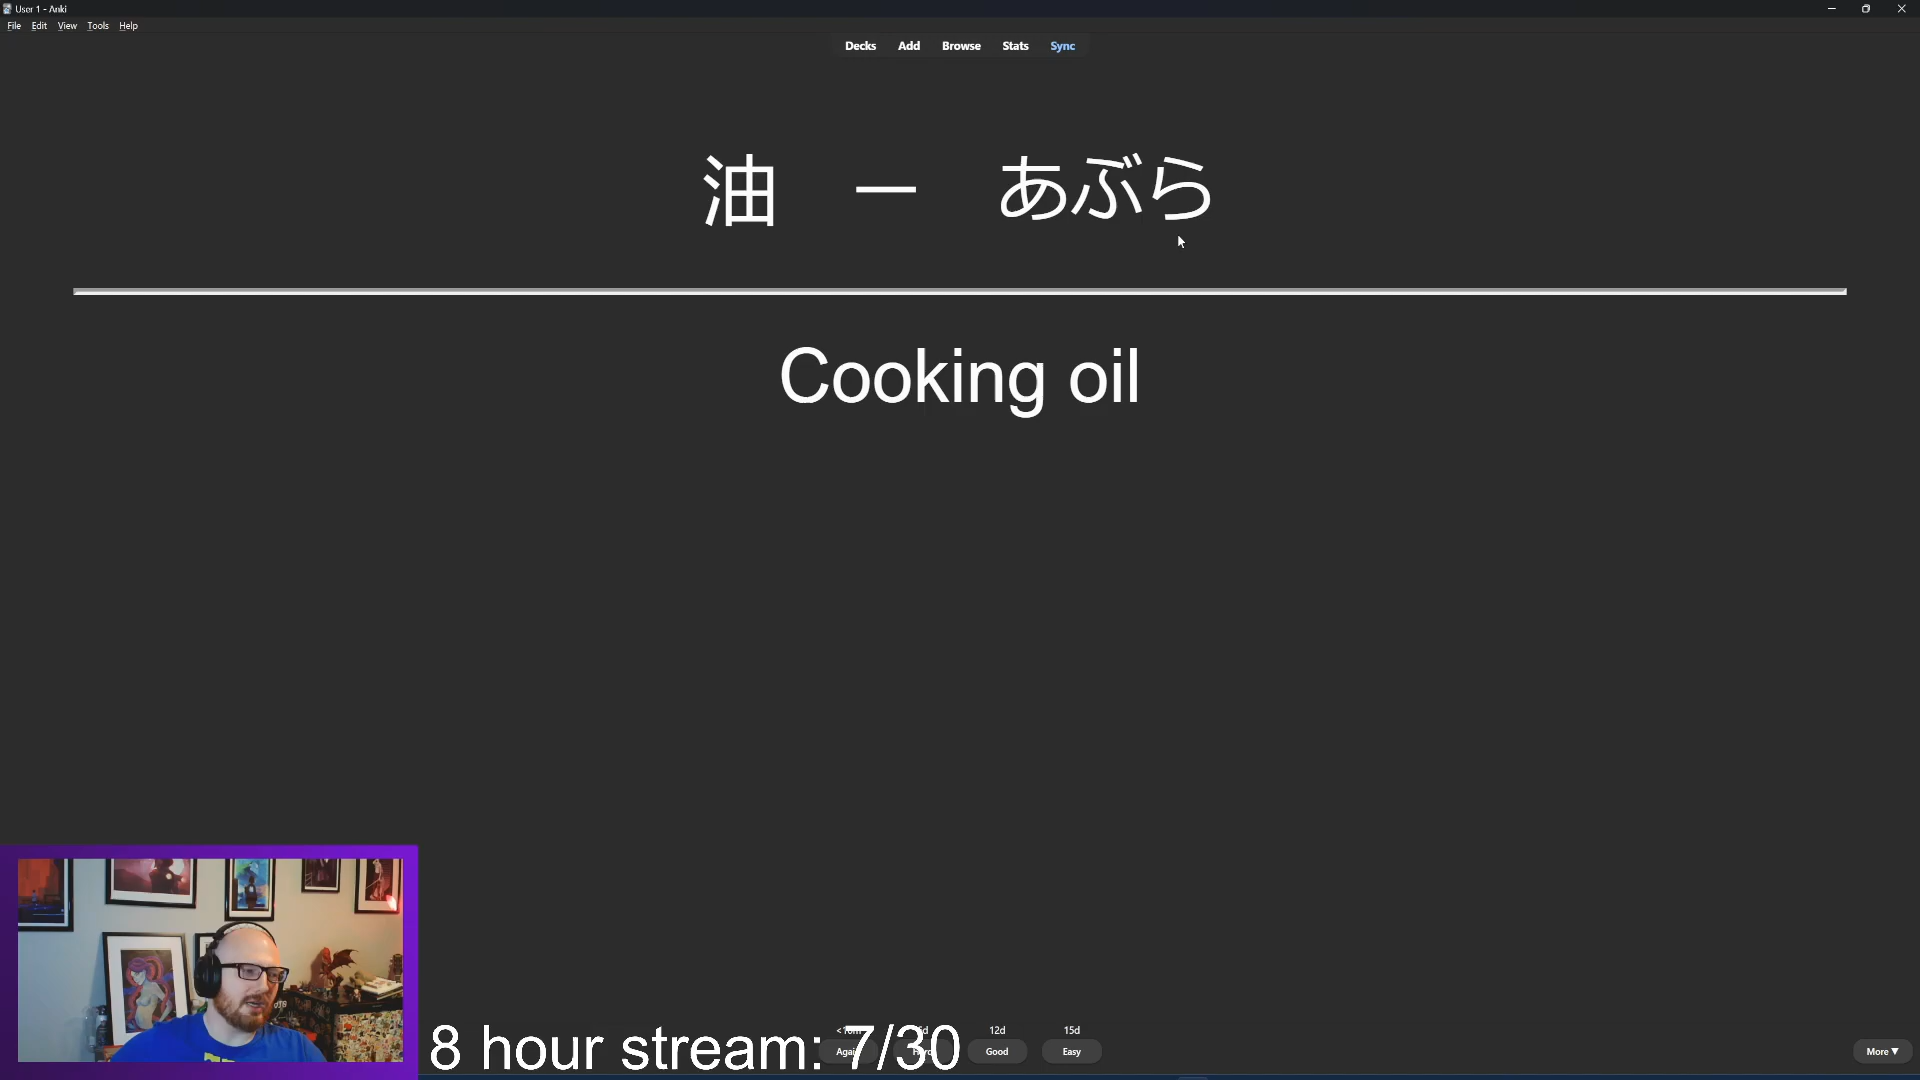 User 1 - Anki
File Edit View Tools Help
Decks Add Browse Stats Sync
油 ー あぶら
Cooking oil
12d 15d
Good Easy
More ▼
8 hour stream: 7/30